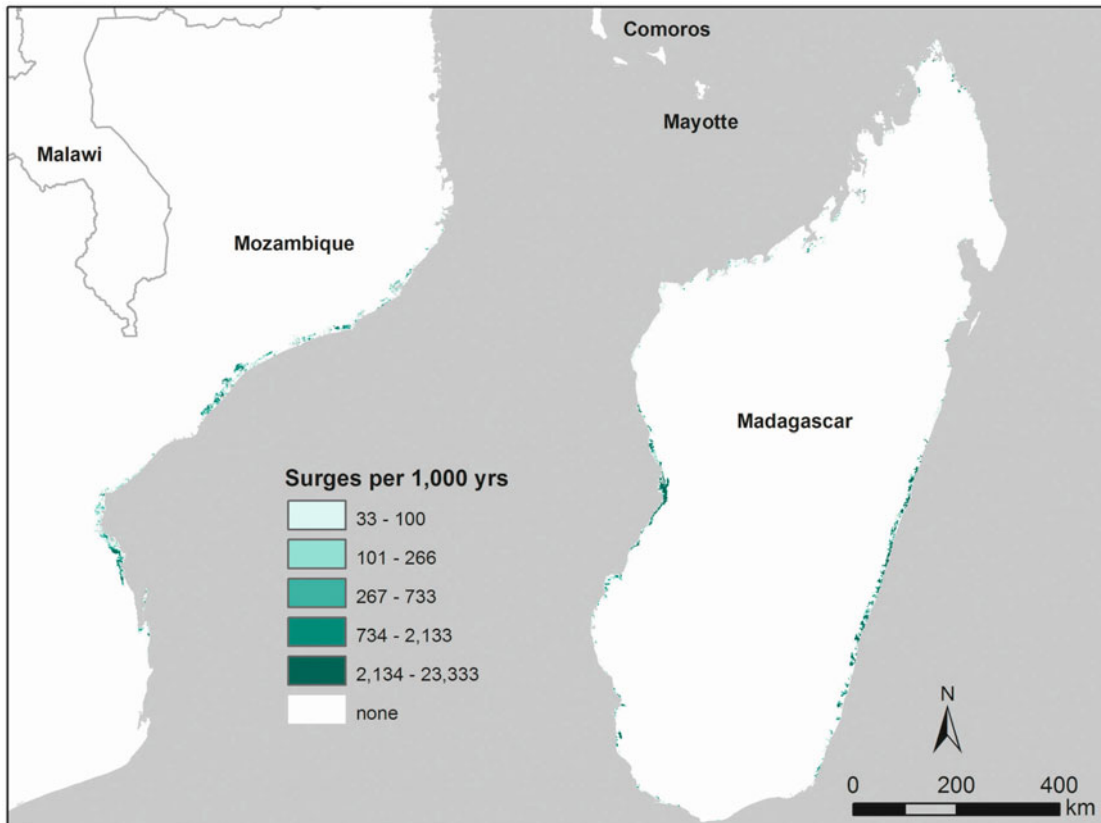 Comoros
Mayotte
Malawi
Mozambique
Madagascar
Surges per 1,000 yrs
33 - 100
101 - 266
267 - 733
734 - 2,133
2,134 - 23,333
none
N
0 200 400
km